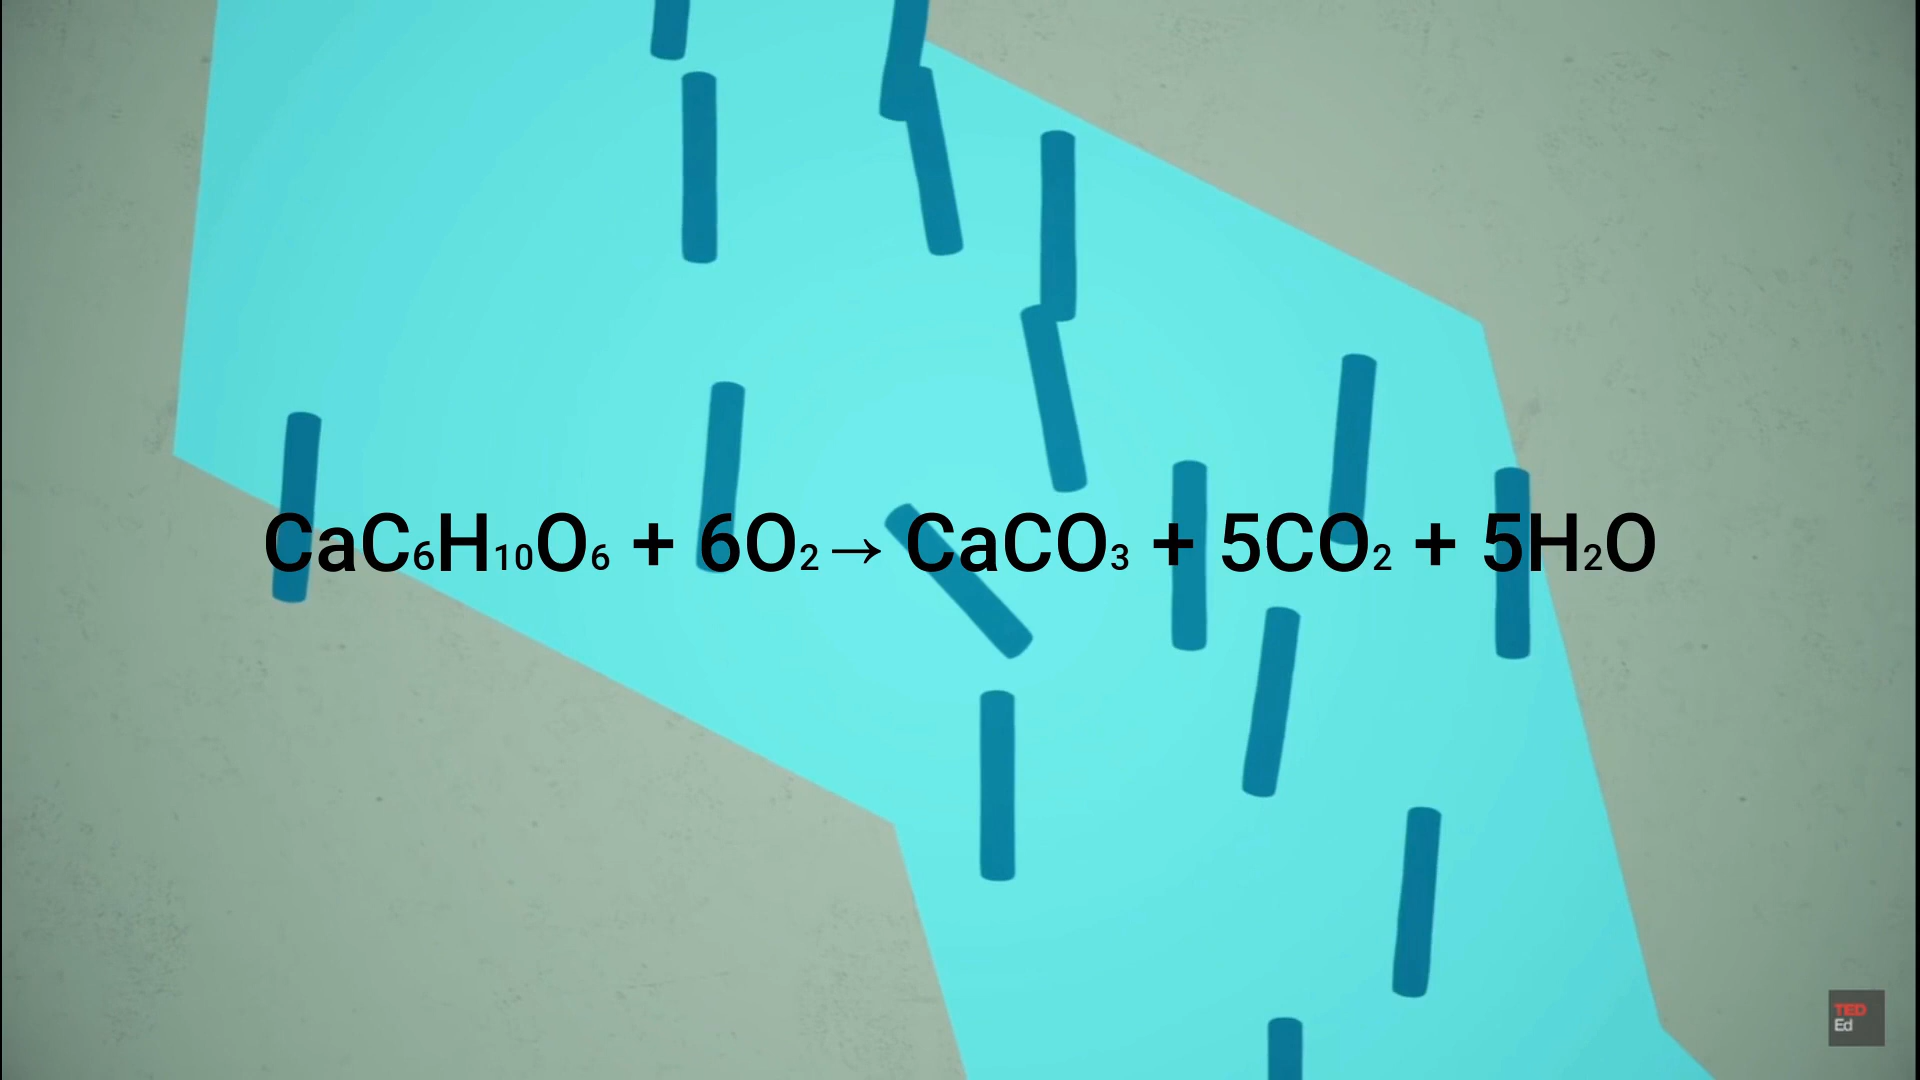 CaC₆H₁₀O₆ + 6O₂ → CaCO₃ + 5CO₂ + 5H₂O
TED
Ed